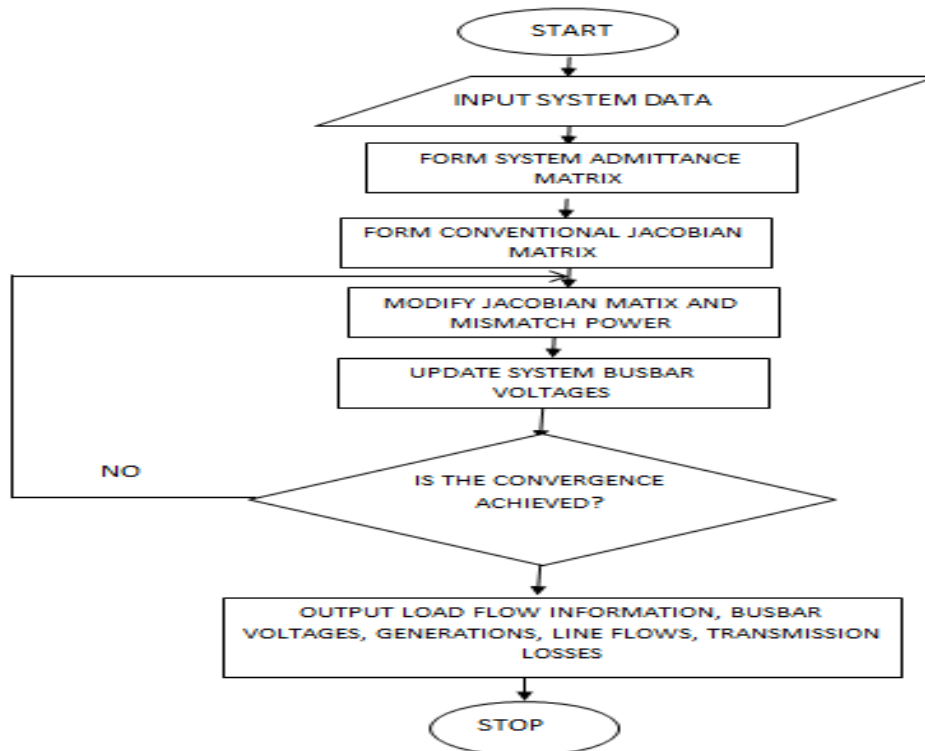 START
INPUT SYSTEM DATA
FORM SYSTEM ADMITTANCE
MATRIX
FORM CONVENTIONAL JACOBIAN
MATRIX
MODIFY JACOBIAN MATIX AND
MISMATCH POWER
UPDATE SYSTEM BUSBAR
VOLTAGES
NO
IS THE CONVERGENCE
ACHIEVED?
OUTPUT LOAD FLOW INFORMATION, BUSBAR
VOLTAGES, GENERATIONS, LINE FLOWS, TRANSMISSION
LOSSES
STOP